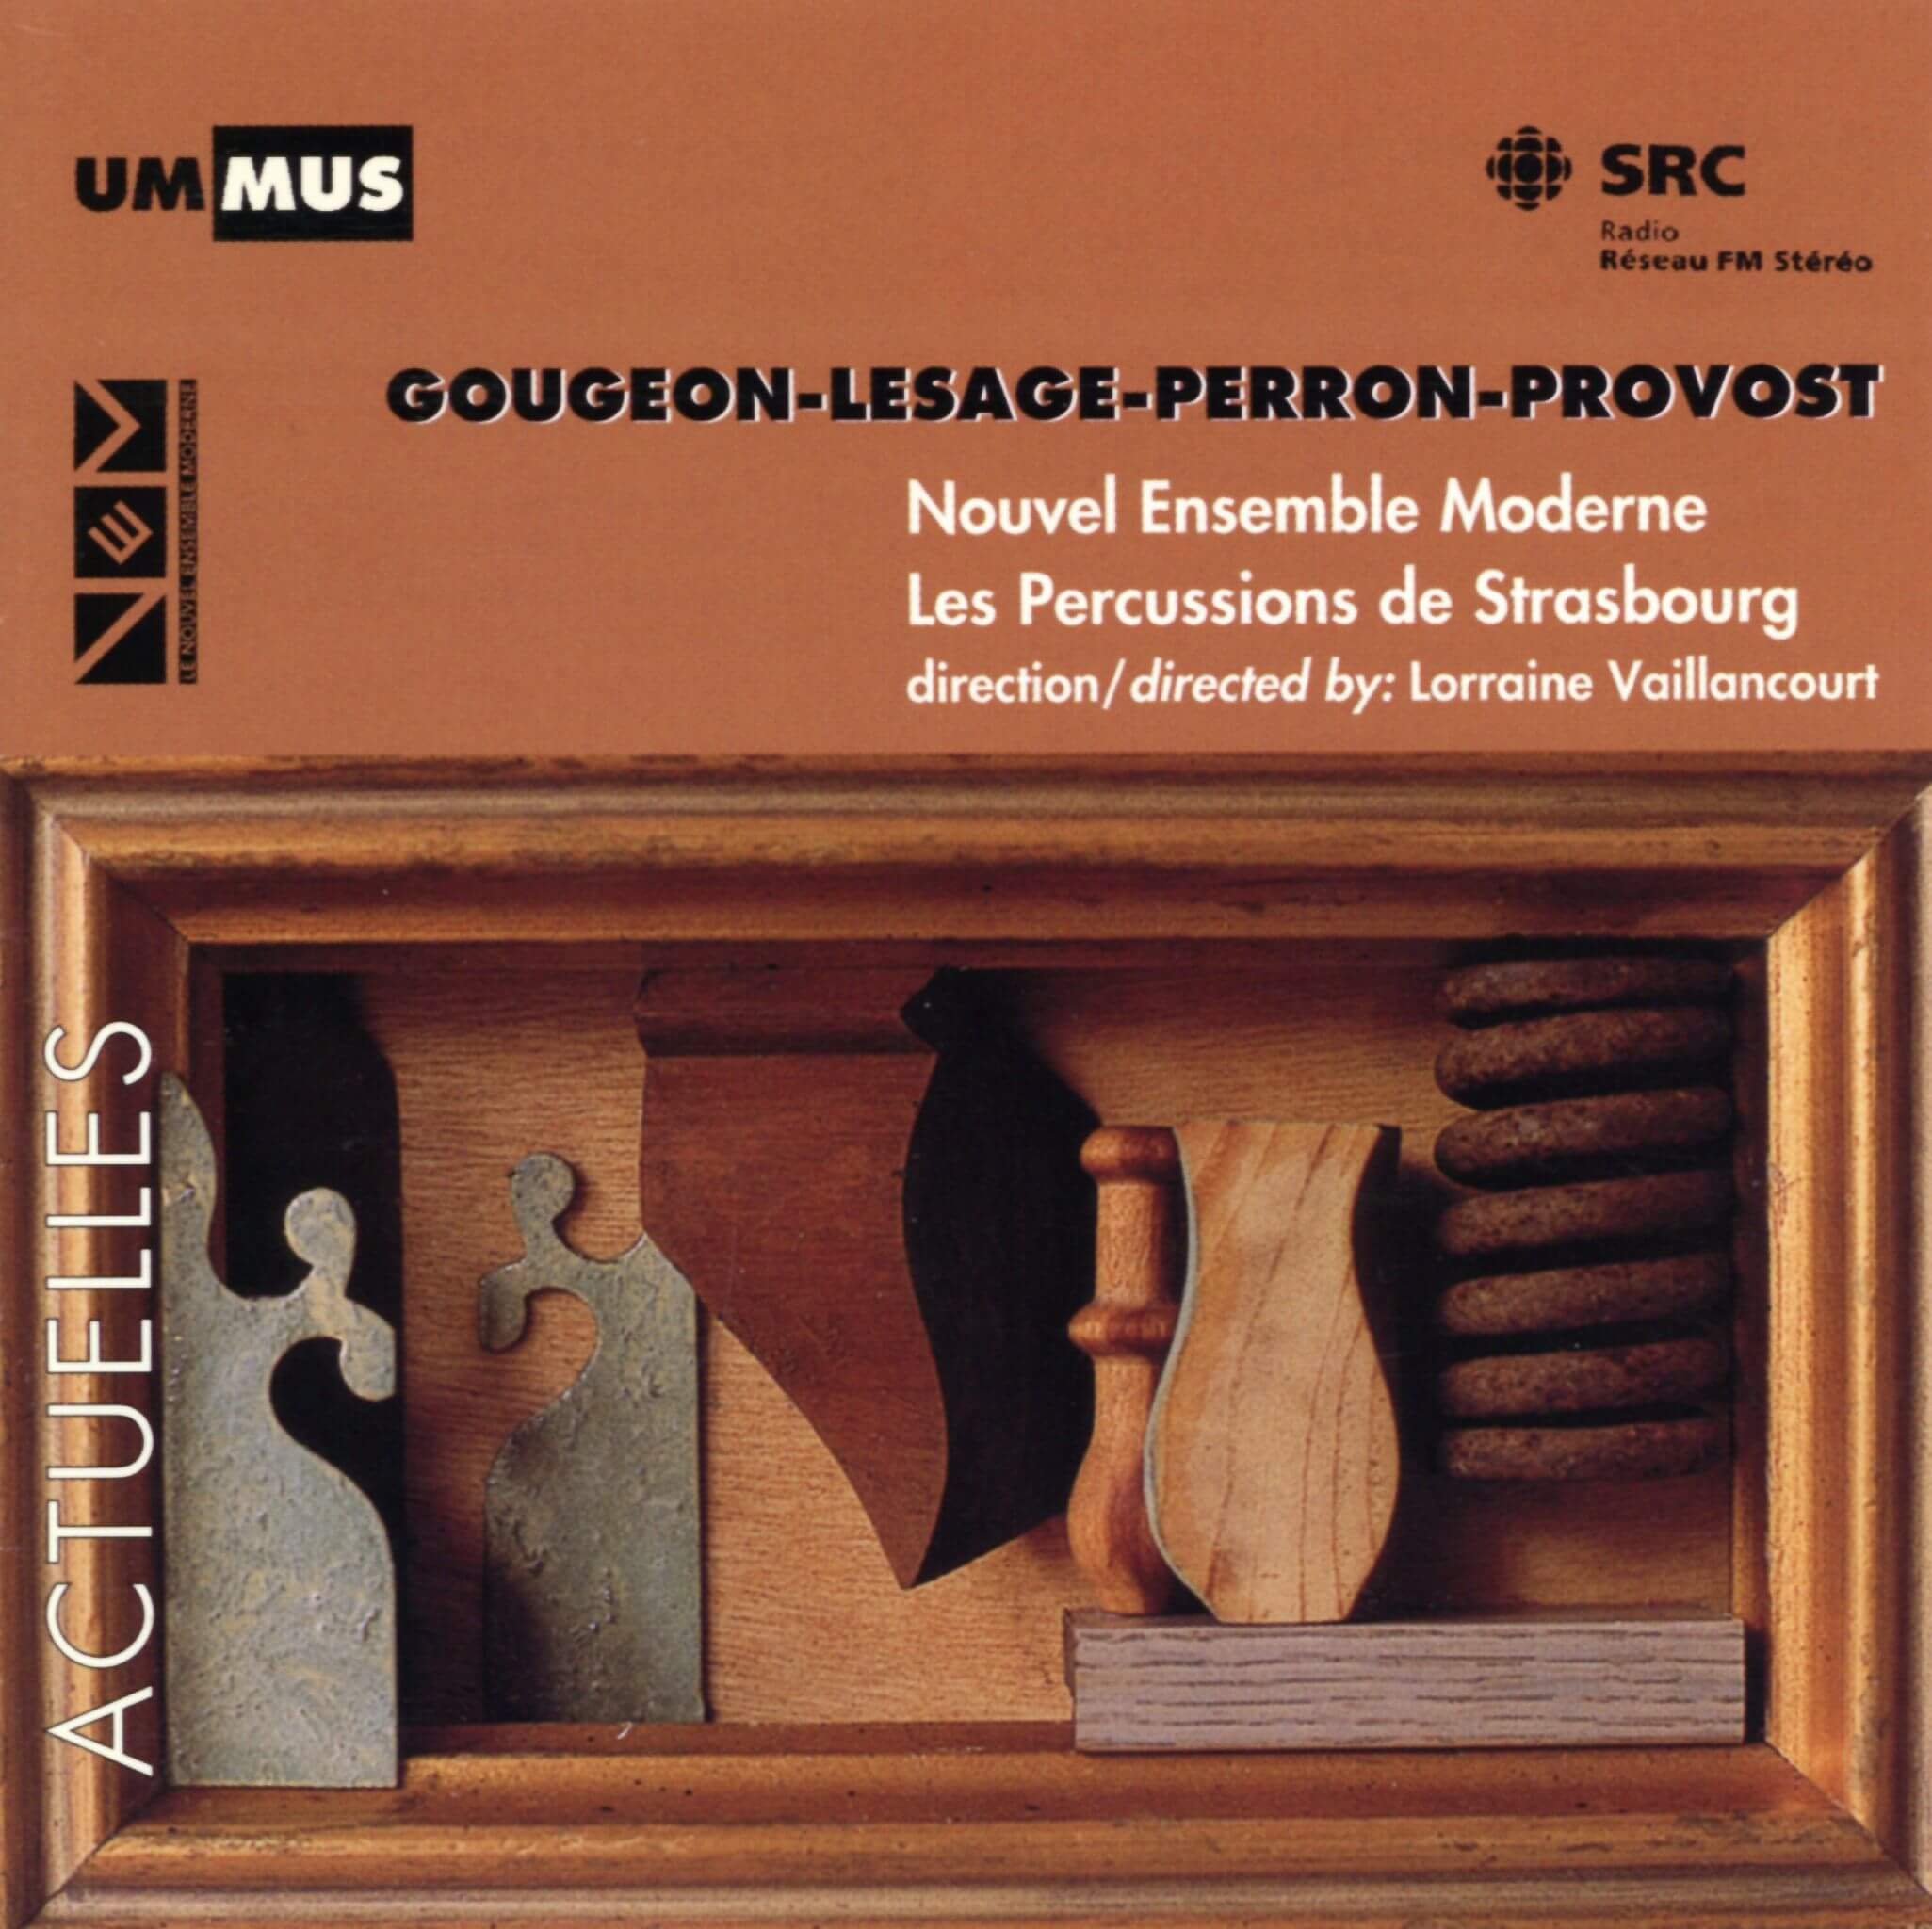 UMMUS
SRC
Radio
Réseau FM Stéréo
GOUGEON-LESAGE-PERRON-PROVOST
NEM
LE NOUVEL ENSEMBLE MODERNE
Nouvel Ensemble Moderne
Les Percussions de Strasbourg
direction/directed by: Lorraine Vaillancourt
ACTUELLES